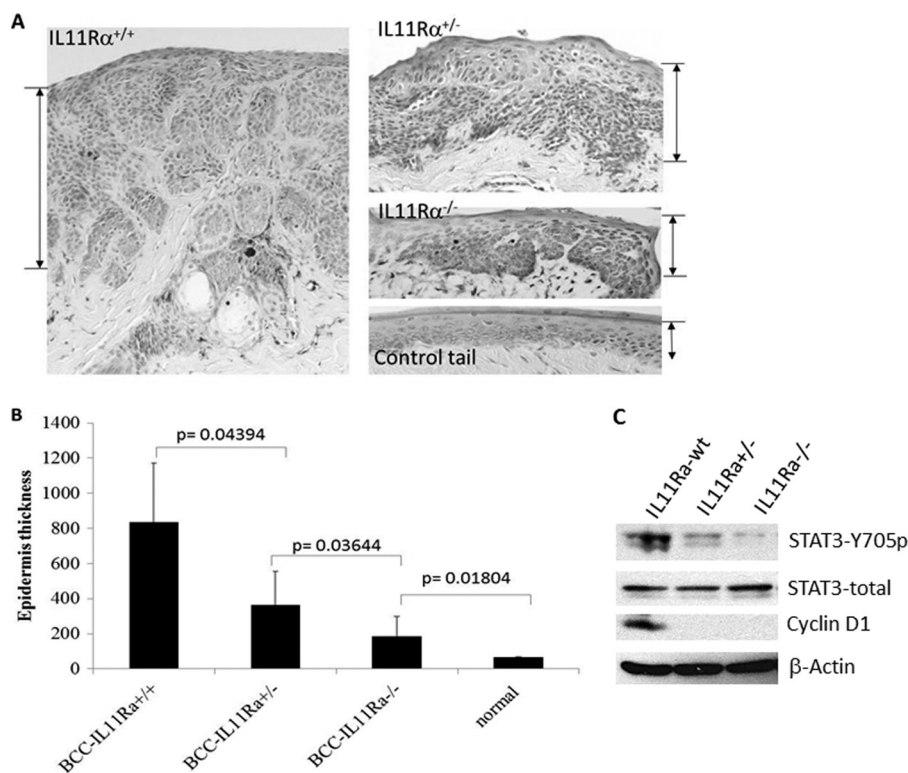 A
IL11Rα+/+
IL11Rα+/-
IL11Rα-/-
Control tail
B
Epidermis thickness
1400
1200
1000
800
600
400
200
0
p= 0.04394
p= 0.03644
p= 0.01804
BCC-IL11Ra+/+
BCC-IL11Ra+/-
BCC-IL11Ra-/-
normal
C
IL11Ra-wt
IL11Ra+/-
IL11Ra-/-
STAT3-Y705p
STAT3-total
Cyclin D1
β-Actin